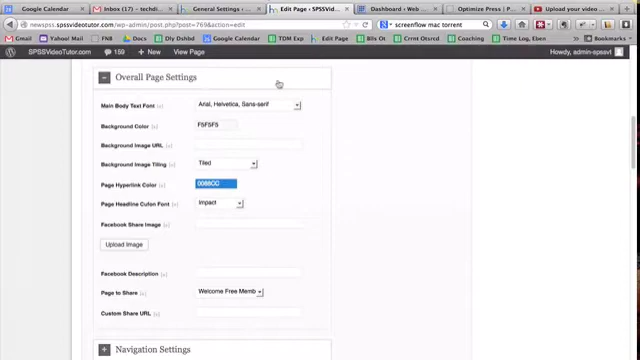 Google Calendar
Inbox (17) - techdi...
General Settings ‹ ...
Edit Page ‹ SPSSVid...
Dashboard ‹ Web ...
Optimize Press | ...
Upload your video ...
newspss.spssvideotutor.com/wp-admin/post.php?post=769&action=edit
screenflow mac torrent
Gmail
Yahoo! Mail
Google Calendar
FNB
Dly Osbrg
TDM Exp
Edit Page
Blls Ot
Crrnt Otsrcd
Coaching
Time Log, Eben
Bookmarks
SPSSVideoTutor.com
159
+ New
View Page
Howdy, admin-spsavt
Overall Page Settings
Main Body Text Font
Arial, Helvetica, Sans-serif
Background Color
F5F5F5
Background Image URL
Background Image Tiling
Tiled
Page Hyperlink Color
0088CC
Page Headline Cufon Font
Impact
Facebook Share Image
Upload Image
Facebook Description
Page to Share
Welcome Free Memb
Custom Share URL
Navigation Settings